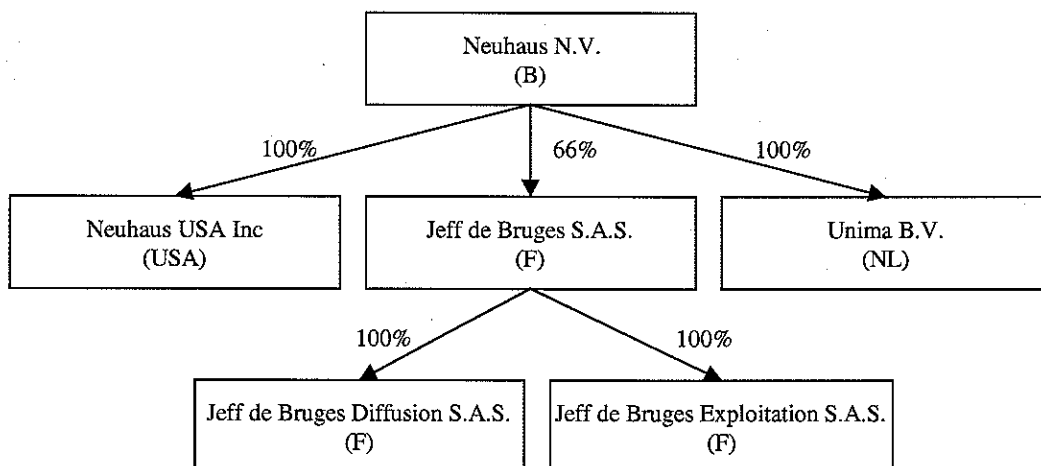 Neuhaus N.V.
(B)
100%
66%
100%
Neuhaus USA Inc
(USA)
Jeff de Bruges S.A.S.
(F)
Unima B.V.
(NL)
100%
100%
Jeff de Bruges Diffusion S.A.S.
(F)
Jeff de Bruges Exploitation S.A.S.
(F)